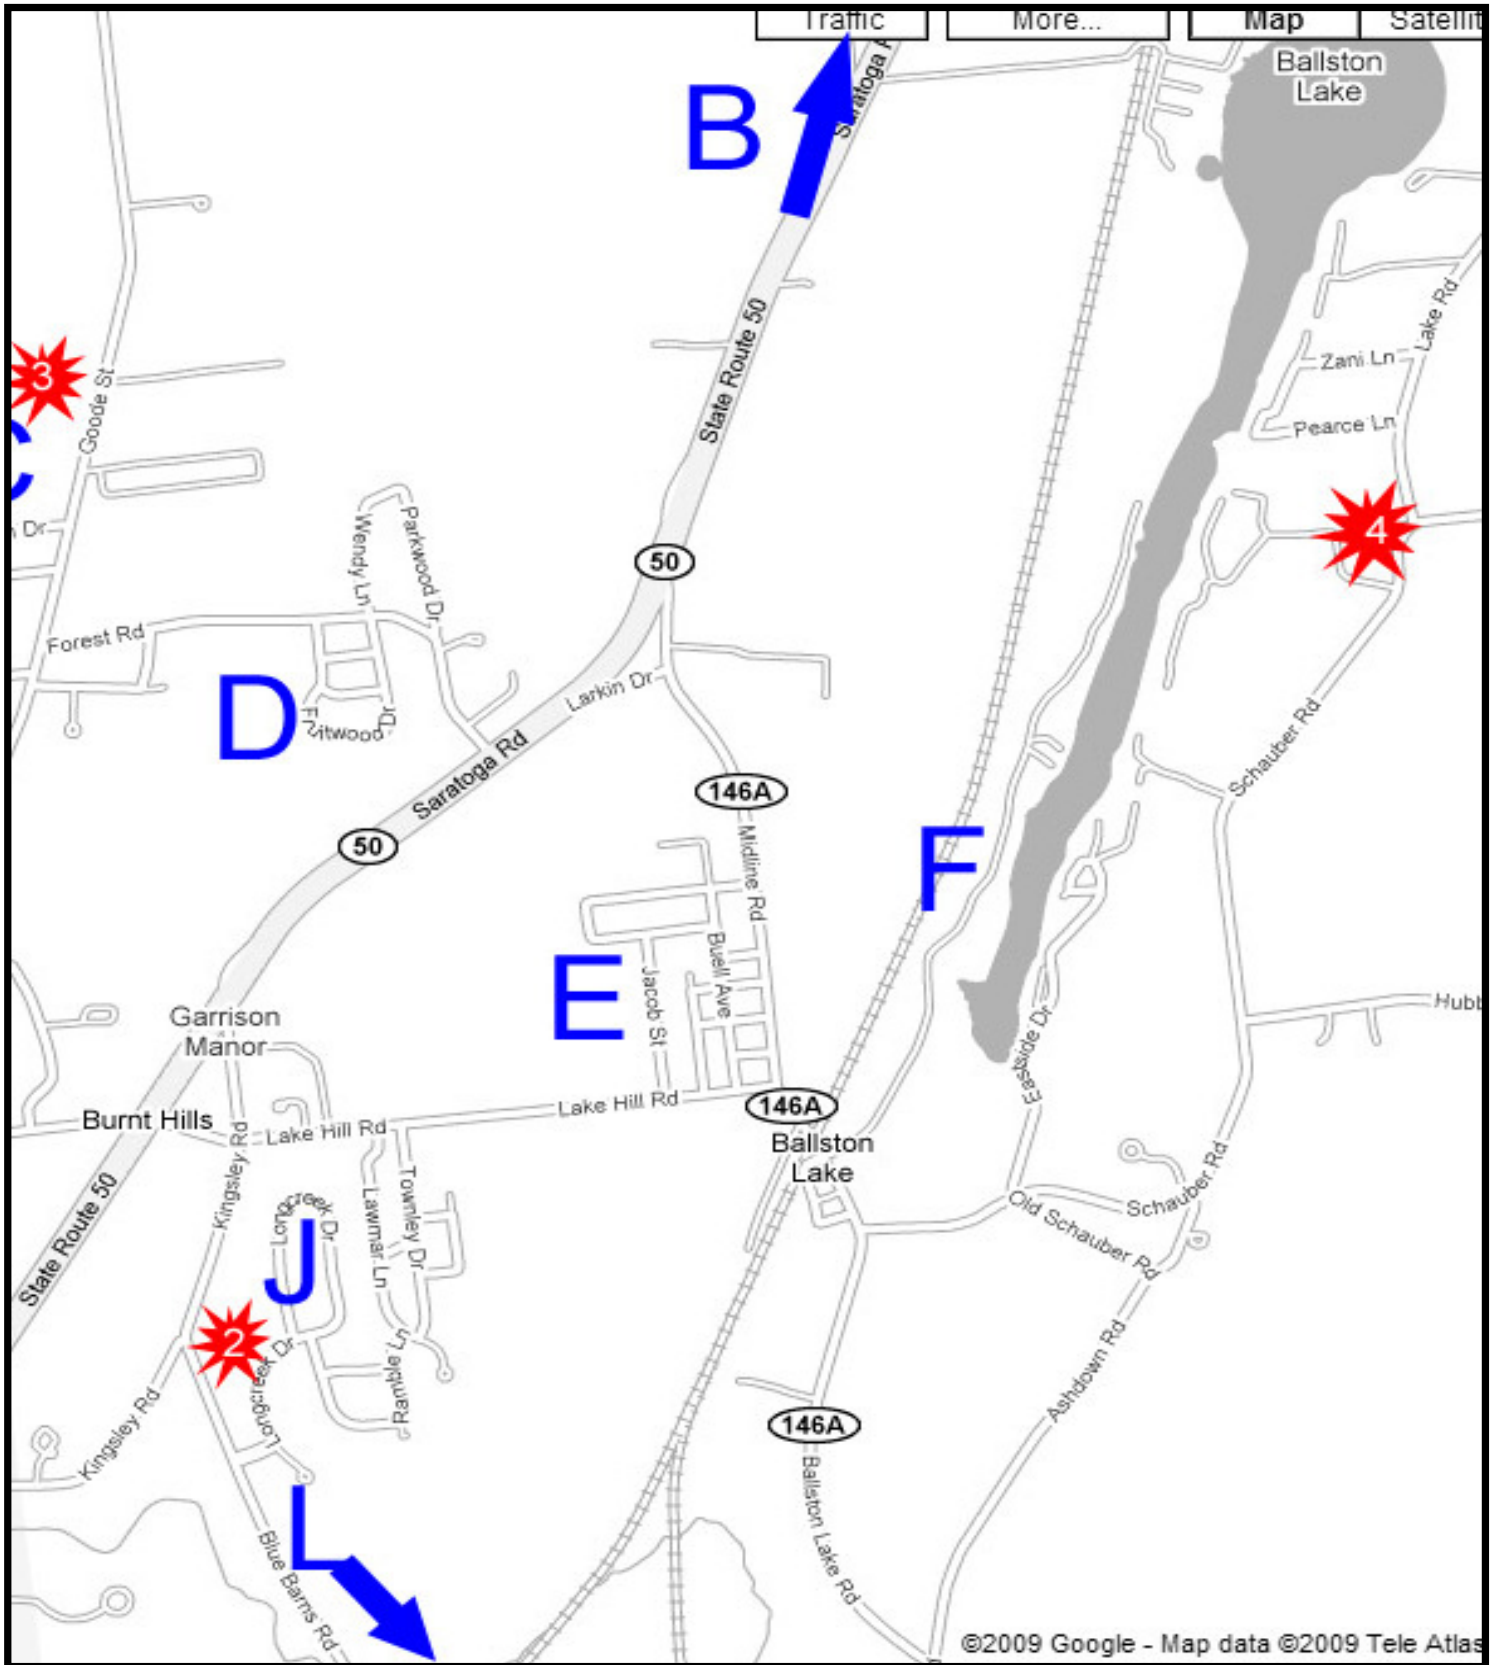 Traffic
More...
Map
Satellit
Ballston
Lake
B
Saratoga R
Lake Rd
State Route 50
3
Goode St
Zani Ln
Pearce Ln
C
Dr
Wendy Ln
Parkwood Dr
4
50
Forest Rd
D
Fruitwood Dr
Larkin Dr
Saratoga Rd
Schauber Rd
146A
50
Midline Rd
F
E
Buell Ave
Jacob St
Garrison
Manor
Eastside Dr
Hubb
Lake Hill Rd
146A
Burnt Hills
Lake Hill Rd
Kingsley Rd
Ballston
Lake
State Route 50
Longcreek Dr
J
Lawmar Ln
Townley Dr
Old Schauber Rd
Schauber Rd
2
Longcreek Dr
Ramble Ln
Kingsley Rd
Ashdown Rd
146A
L
Blue Barns Rd
Ballston Lake Rd
©2009 Google - Map data ©2009 Tele Atlas